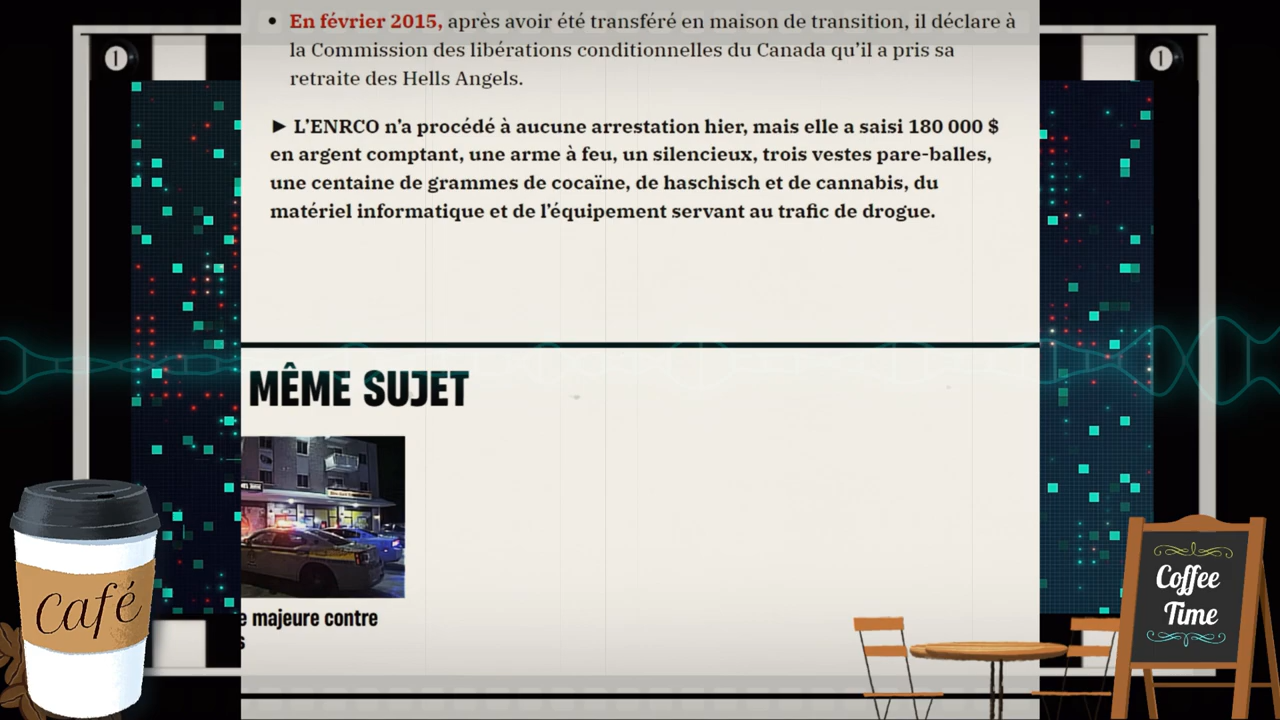 En février 2015, après avoir été transféré en maison de transition, il déclare à
la Commission des libérations conditionnelles du Canada qu'il a pris sa
retraite des Hells Angels.
► L'ENRCO n'a procédé à aucune arrestation hier, mais elle a saisi 180 000 $
en argent comptant, une arme à feu, un silencieux, trois vestes pare-balles,
une centaine de grammes de cocaïne, de haschisch et de cannabis, du
matériel informatique et de l'équipement servant au trafic de drogue.
MÊME SUJET
e majeure contre
s
Café
Coffee
Time
1
1